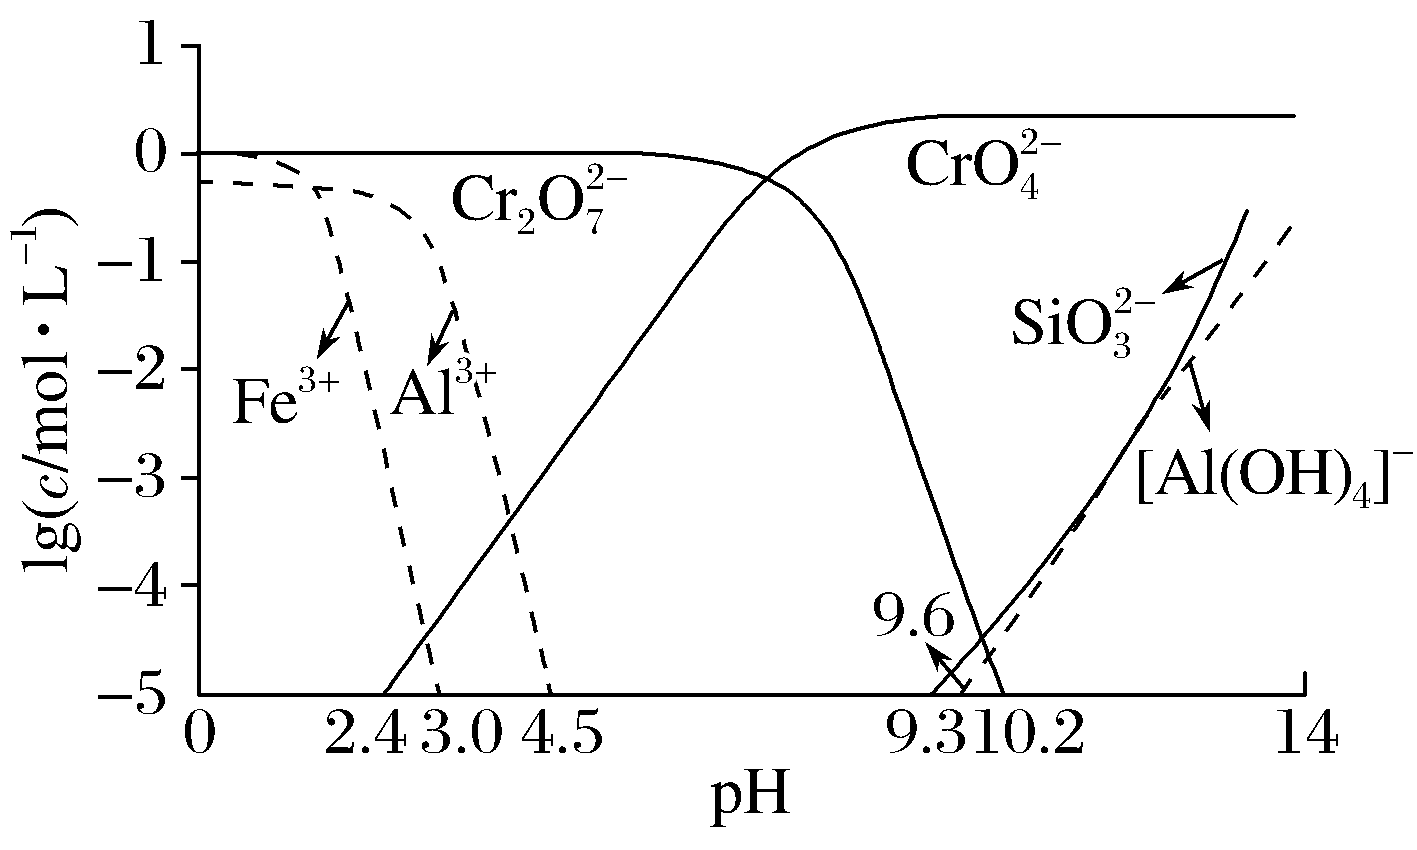 lg(c/mol·L⁻¹)
1
0
−1
−2
−3
−4
−5
Cr₂O₇²⁻
CrO₄²⁻
Fe³⁺
Al³⁺
SiO₃²⁻
[Al(OH)₄]⁻
9.6
0 2.4 3.0 4.5 9.3 10.2 14
pH